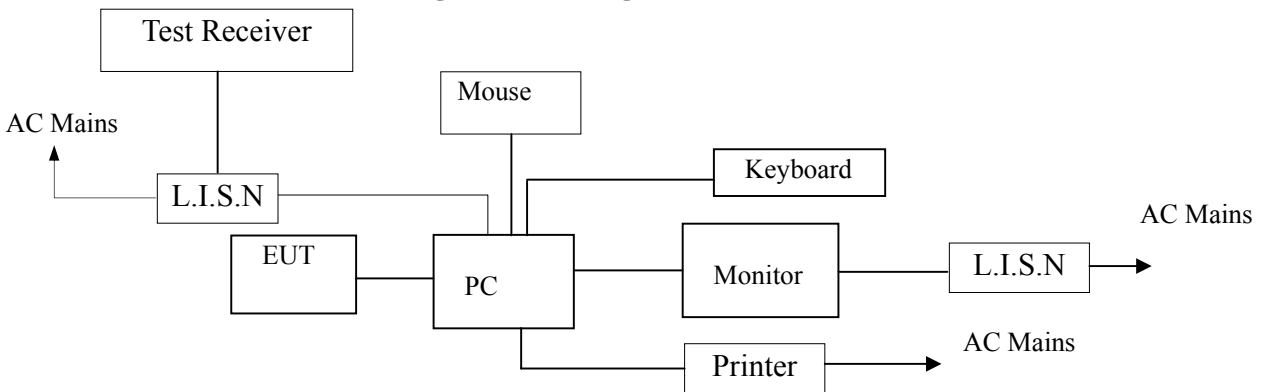 Test Receiver
Mouse
AC Mains
Keyboard
L.I.S.N
AC Mains
EUT
PC
Monitor
L.I.S.N
AC Mains
Printer